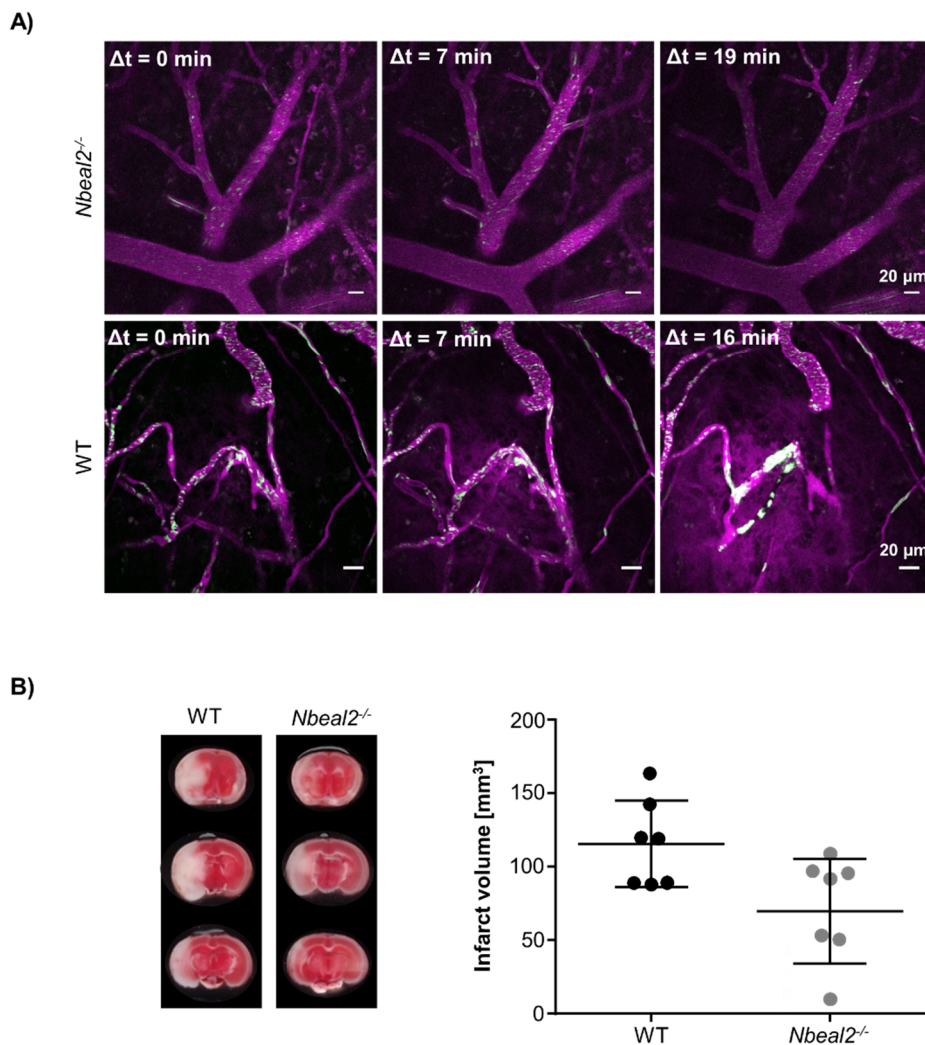 A)
Nbeal2-/-
Δt = 0 min
Δt = 7 min
Δt = 19 min
20 µm
WT
Δt = 0 min
Δt = 7 min
Δt = 16 min
20 µm
B)
WT
Nbeal2-/-
Infarct volume [mm³]
200
150
100
50
0
WT
Nbeal2-/-